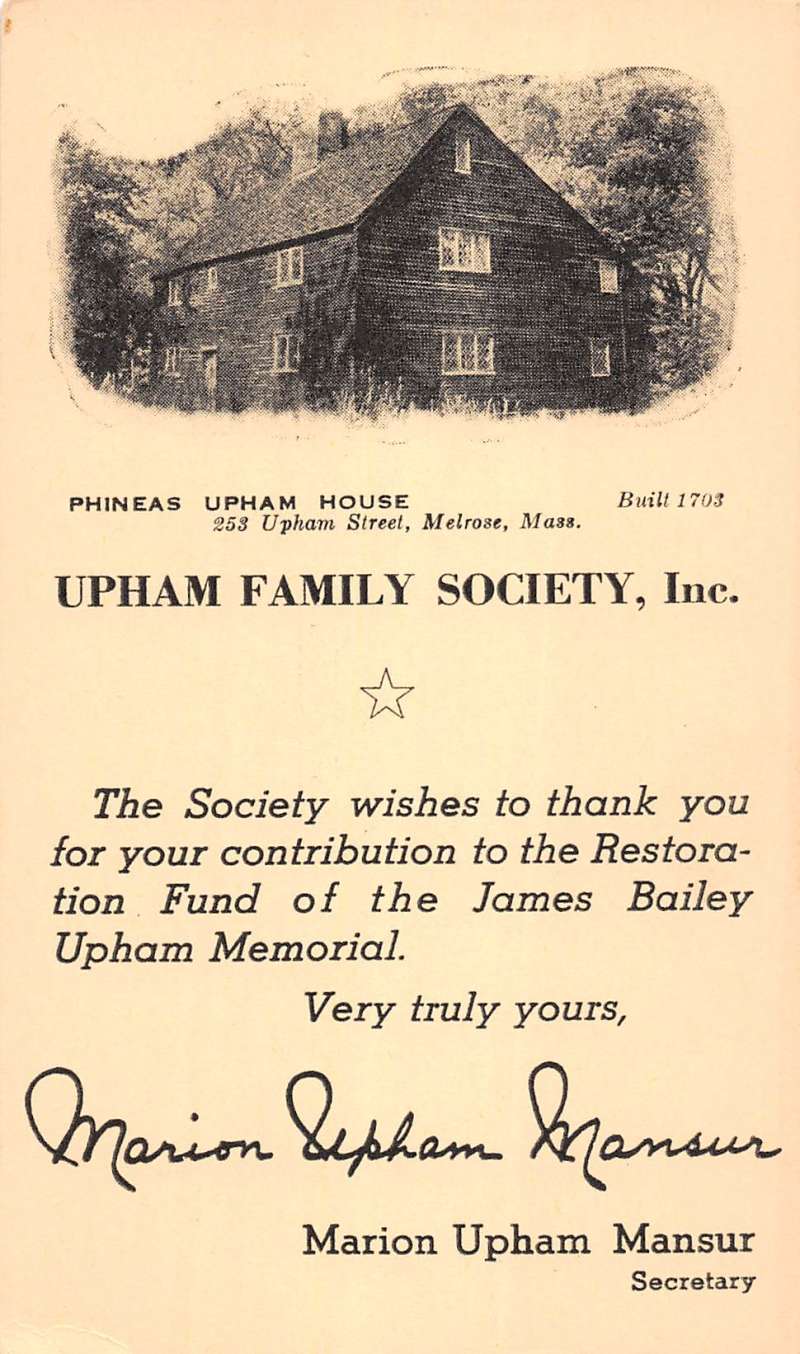 PHINEAS UPHAM HOUSE Built 1703
253 Upham Street, Melrose, Mass.
UPHAM FAMILY SOCIETY, Inc.
The Society wishes to thank you
for your contribution to the Restora-
tion Fund of the James Bailey
Upham Memorial.
Very truly yours,
Marion Upham Mansur
Marion Upham Mansur
Secretary